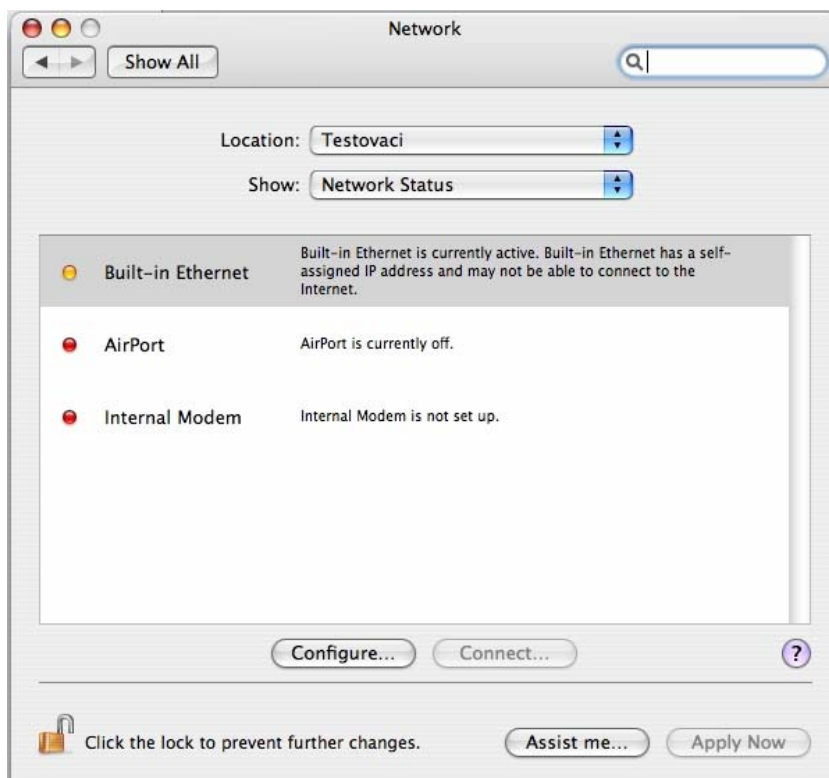 Network
Show All
Location: Testovaci
Show: Network Status
Built-in Ethernet
Built-in Ethernet is currently active. Built-in Ethernet has a self-
assigned IP address and may not be able to connect to the
Internet.
AirPort
AirPort is currently off.
Internal Modem
Internal Modem is not set up.
Configure...
Connect...
?
Click the lock to prevent further changes.
Assist me...
Apply Now